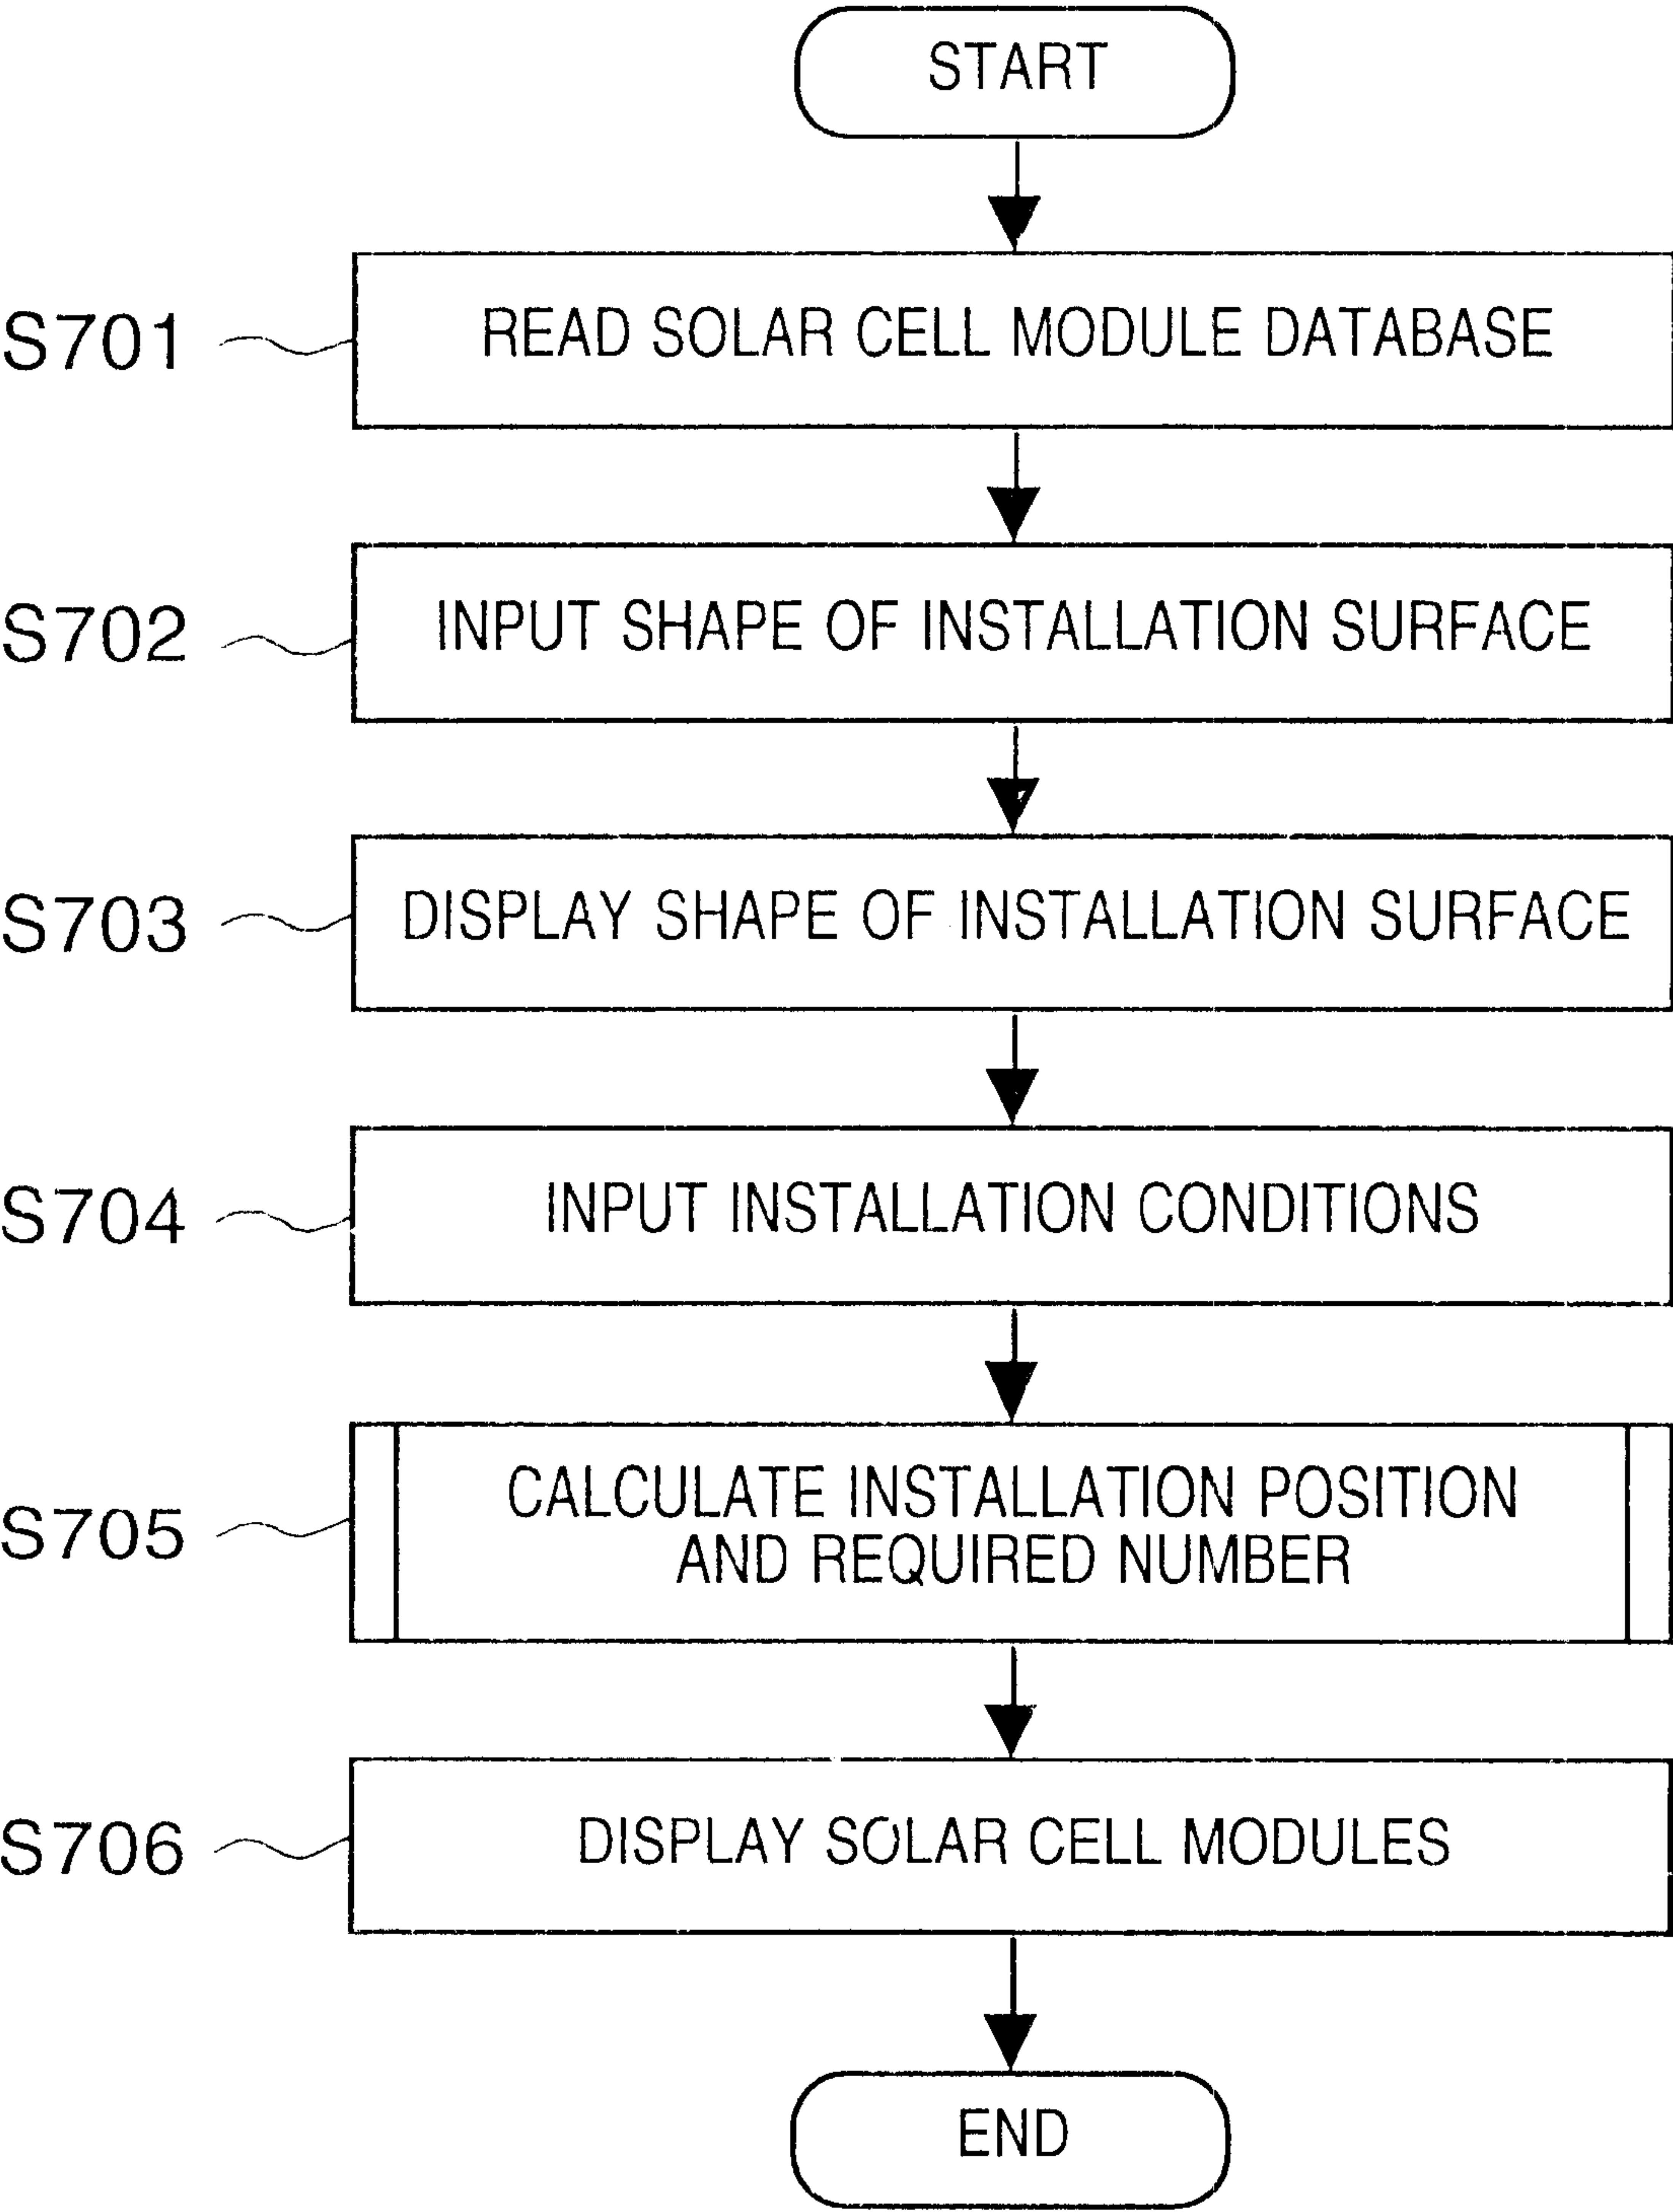 START
S701 READ SOLAR CELL MODULE DATABASE
S702 INPUT SHAPE OF INSTALLATION SURFACE
S703 DISPLAY SHAPE OF INSTALLATION SURFACE
S704 INPUT INSTALLATION CONDITIONS
S705 CALCULATE INSTALLATION POSITION
AND REQUIRED NUMBER
S706 DISPLAY SOLAR CELL MODULES
END